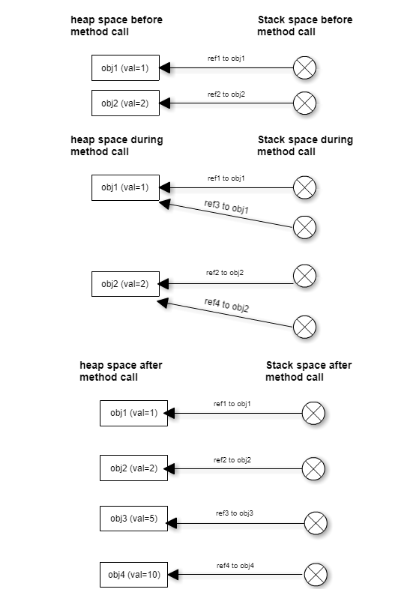 heap space before
method call
Stack space before
method call
obj1 (val=1)
ref1 to obj1
obj2 (val=2)
ref2 to obj2
heap space during
method call
Stack space during
method call
obj1 (val=1)
ref1 to obj1
ref3 to obj1
obj2 (val=2)
ref2 to obj2
ref4 to obj2
heap space after
method call
Stack space after
method call
obj1 (val=1)
ref1 to obj1
obj2 (val=2)
ref2 to obj2
obj3 (val=5)
ref3 to obj3
obj4 (val=10)
ref4 to obj4